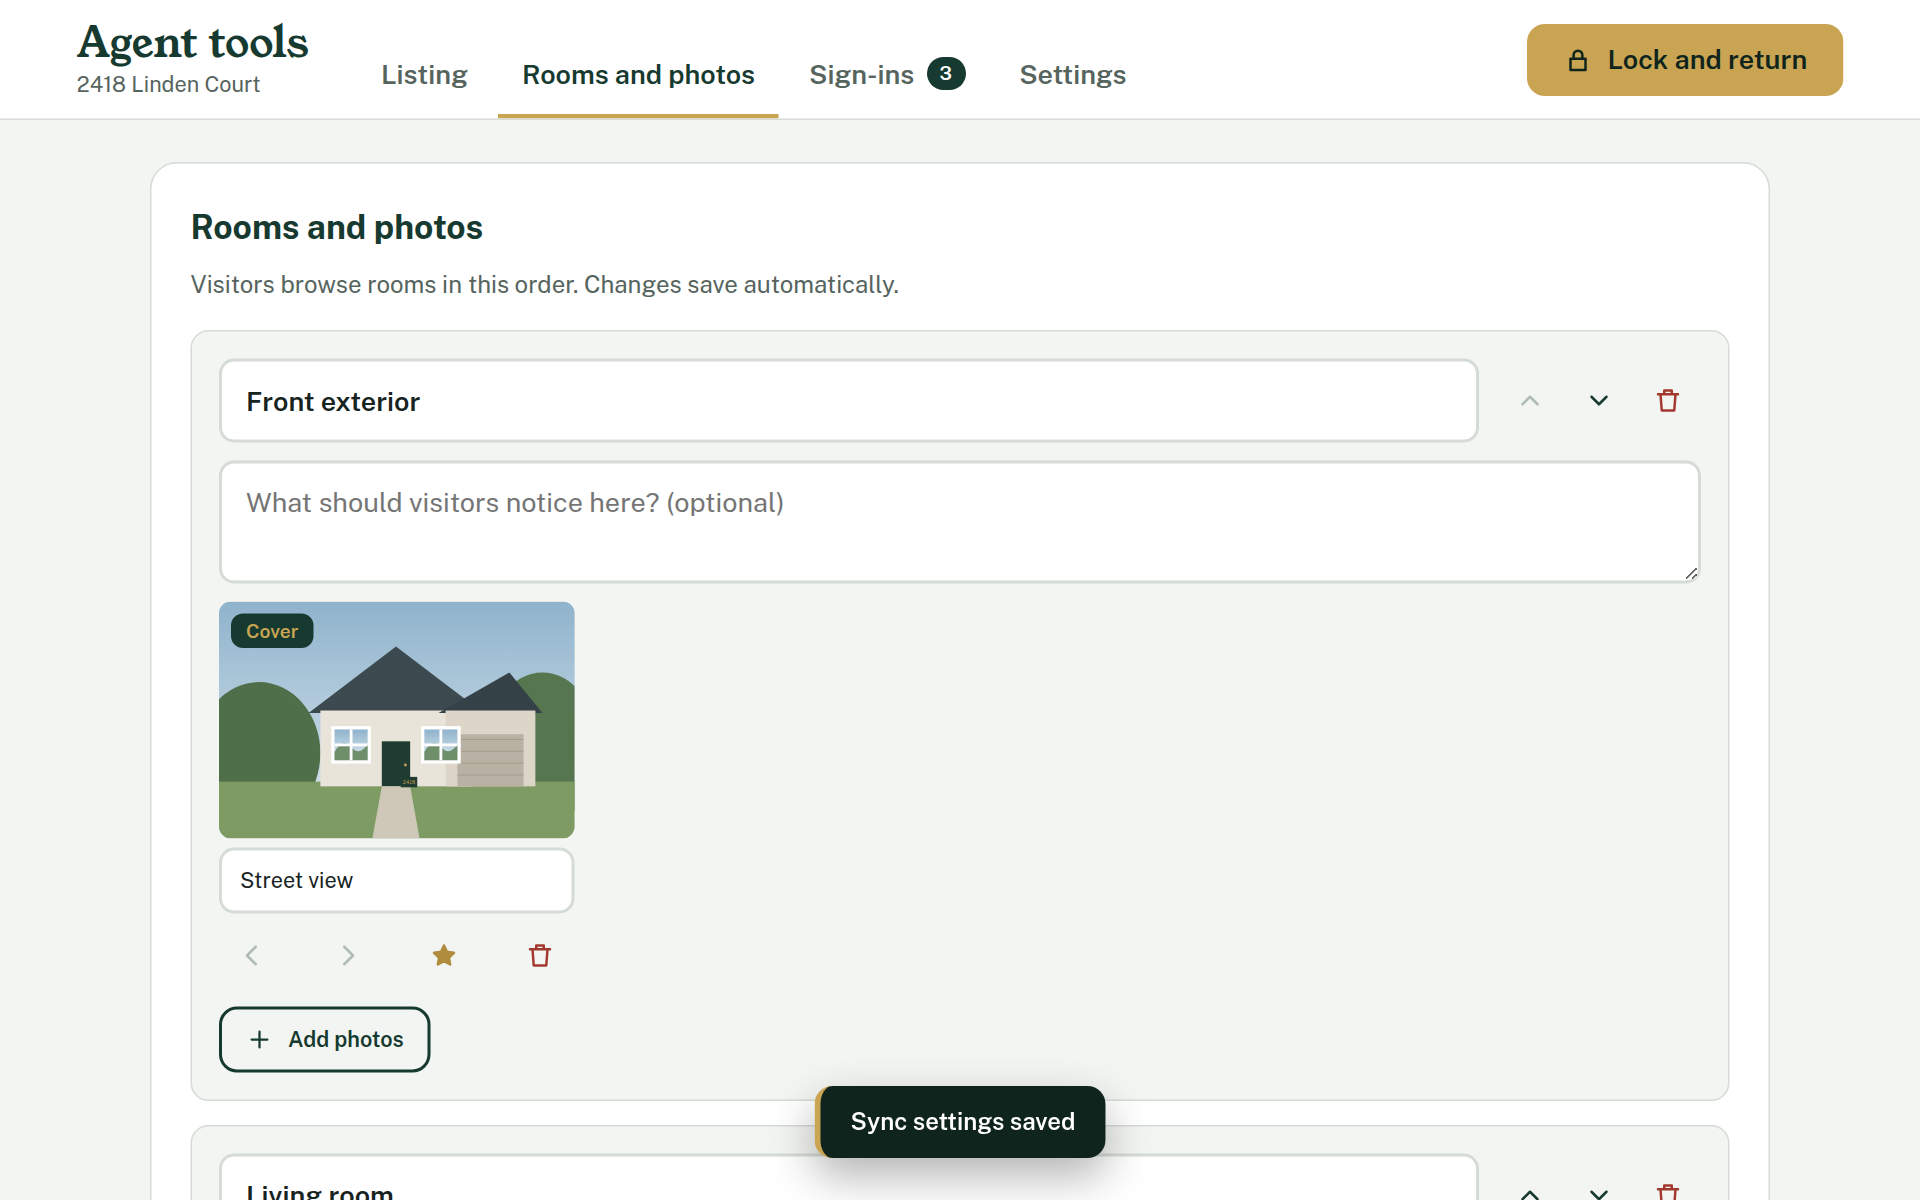 Agent tools
2418 Linden Court
Listing
Rooms and photos
Sign-ins 3
Settings
Lock and return
Rooms and photos
Visitors browse rooms in this order. Changes save automatically.
Front exterior
What should visitors notice here? (optional)
Cover
2418
Street view
Add photos
Sync settings saved
Living room